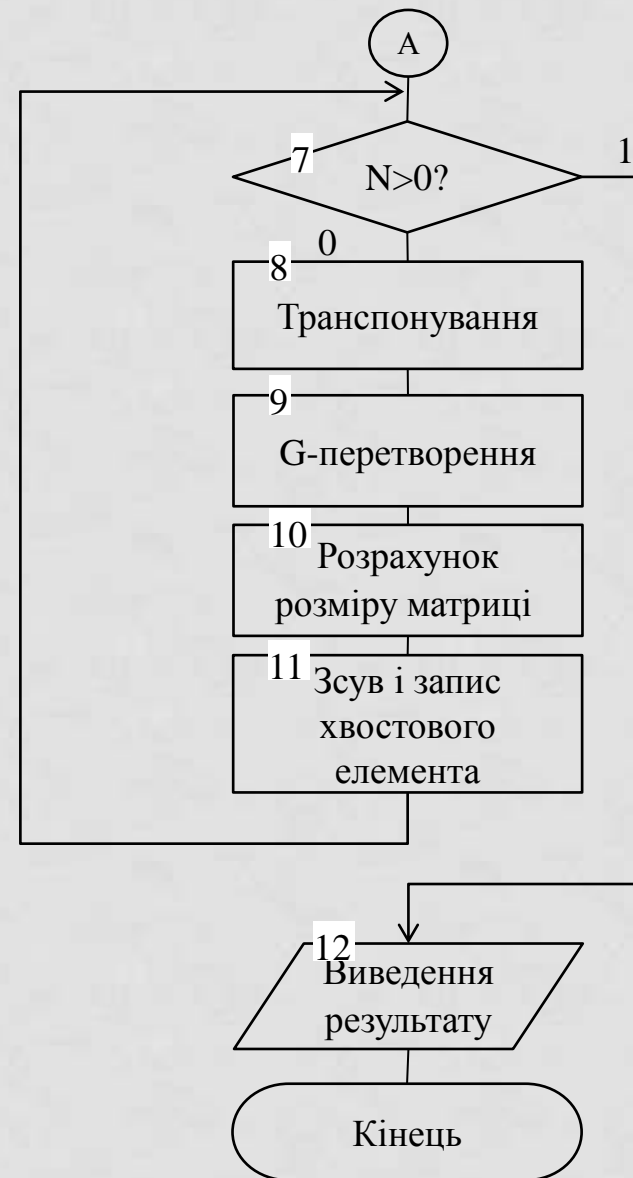 А
7
N>0?
1
0
8
Транспонування
9
G-перетворення
10
Розрахунок
розміру матриці
11
Зсув і запис
хвостового
елемента
12
Виведення
результату
Кінець